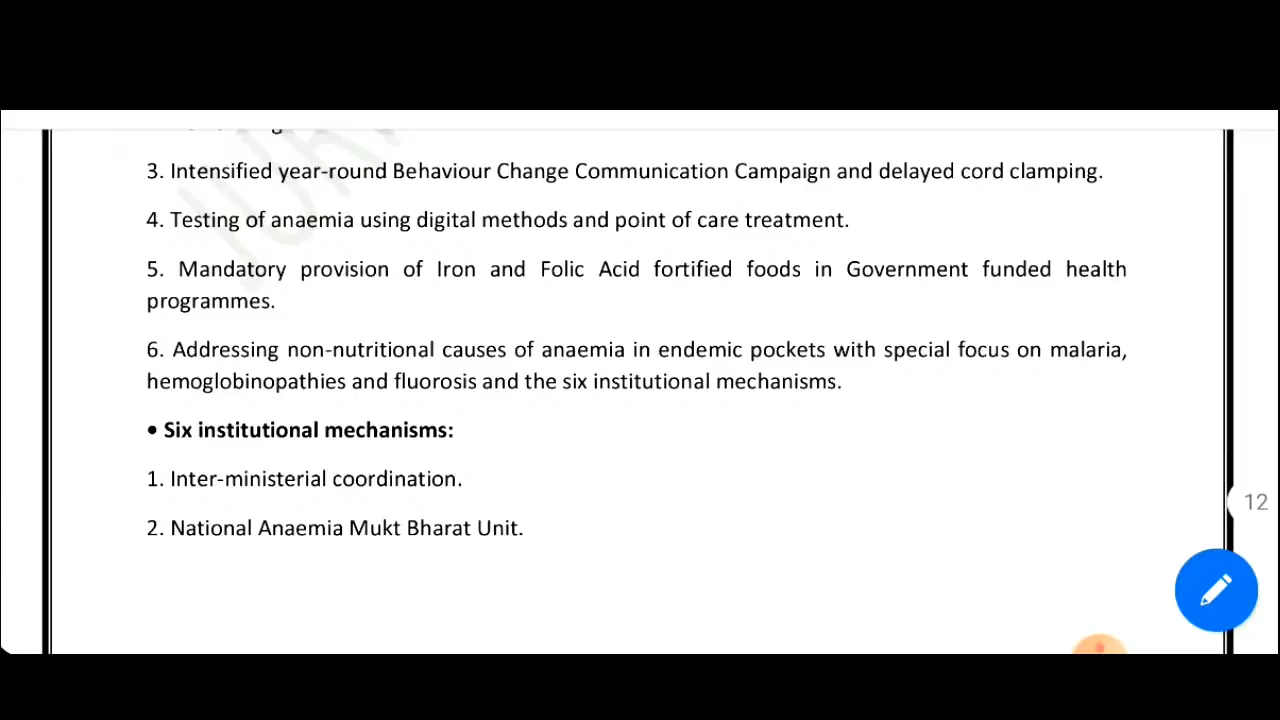 3. Intensified year-round Behaviour Change Communication Campaign and delayed cord clamping.
4. Testing of anaemia using digital methods and point of care treatment.
5. Mandatory provision of Iron and Folic Acid fortified foods in Government funded health
programmes.
6. Addressing non-nutritional causes of anaemia in endemic pockets with special focus on malaria,
hemoglobinopathies and fluorosis and the six institutional mechanisms.
• Six institutional mechanisms:
1. Inter-ministerial coordination.
12
2. National Anaemia Mukt Bharat Unit.